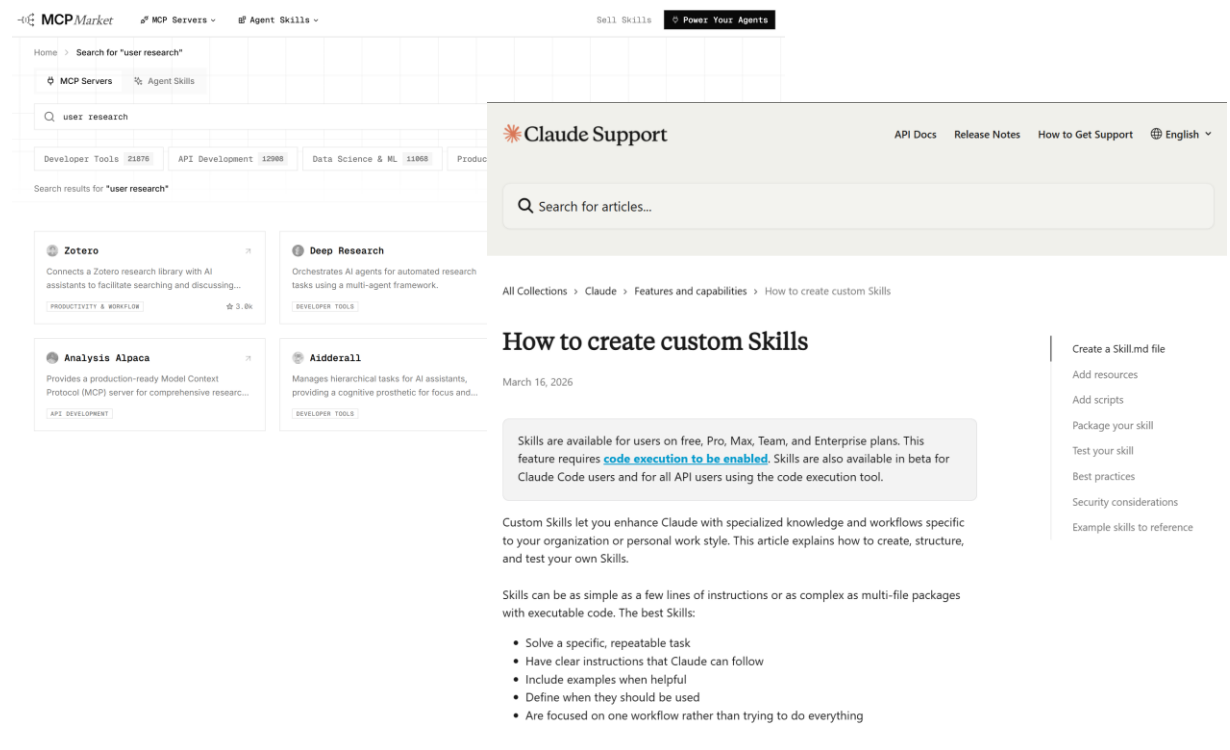 MCPMarket
MCP Servers
Agent Skills
Sell Skills
Power Your Agents
Home > Search for "user research"
MCP Servers
Agent Skills
user research
Developer Tools 21876
API Development 12908
Data Science & ML 11068
Produc
Search results for "user research"
Zotero
Connects a Zotero research library with AI
assistants to facilitate searching and discussing...
PRODUCTIVITY & WORKFLOW
3.0k
Deep Research
Orchestrates AI agents for automated research
tasks using a multi-agent framework.
DEVELOPER TOOLS
Analysis Alpaca
Provides a production-ready Model Context
Protocol (MCP) server for comprehensive researc...
API DEVELOPMENT
Aidderall
Manages hierarchical tasks for AI assistants,
providing a cognitive prosthetic for focus and...
DEVELOPER TOOLS
Claude Support
API Docs
Release Notes
How to Get Support
English
Search for articles...
All Collections > Claude > Features and capabilities > How to create custom Skills
How to create custom Skills
March 16, 2026
Skills are available for users on free, Pro, Max, Team, and Enterprise plans. This
feature requires code execution to be enabled. Skills are also available in beta for
Claude Code users and for all API users using the code execution tool.
Custom Skills let you enhance Claude with specialized knowledge and workflows specific
to your organization or personal work style. This article explains how to create, structure,
and test your own Skills.
Skills can be as simple as a few lines of instructions or as complex as multi-file packages
with executable code. The best Skills:
• Solve a specific, repeatable task
• Have clear instructions that Claude can follow
• Include examples when helpful
• Define when they should be used
• Are focused on one workflow rather than trying to do everything
Create a Skill.md file
Add resources
Add scripts
Package your skill
Test your skill
Best practices
Security considerations
Example skills to reference